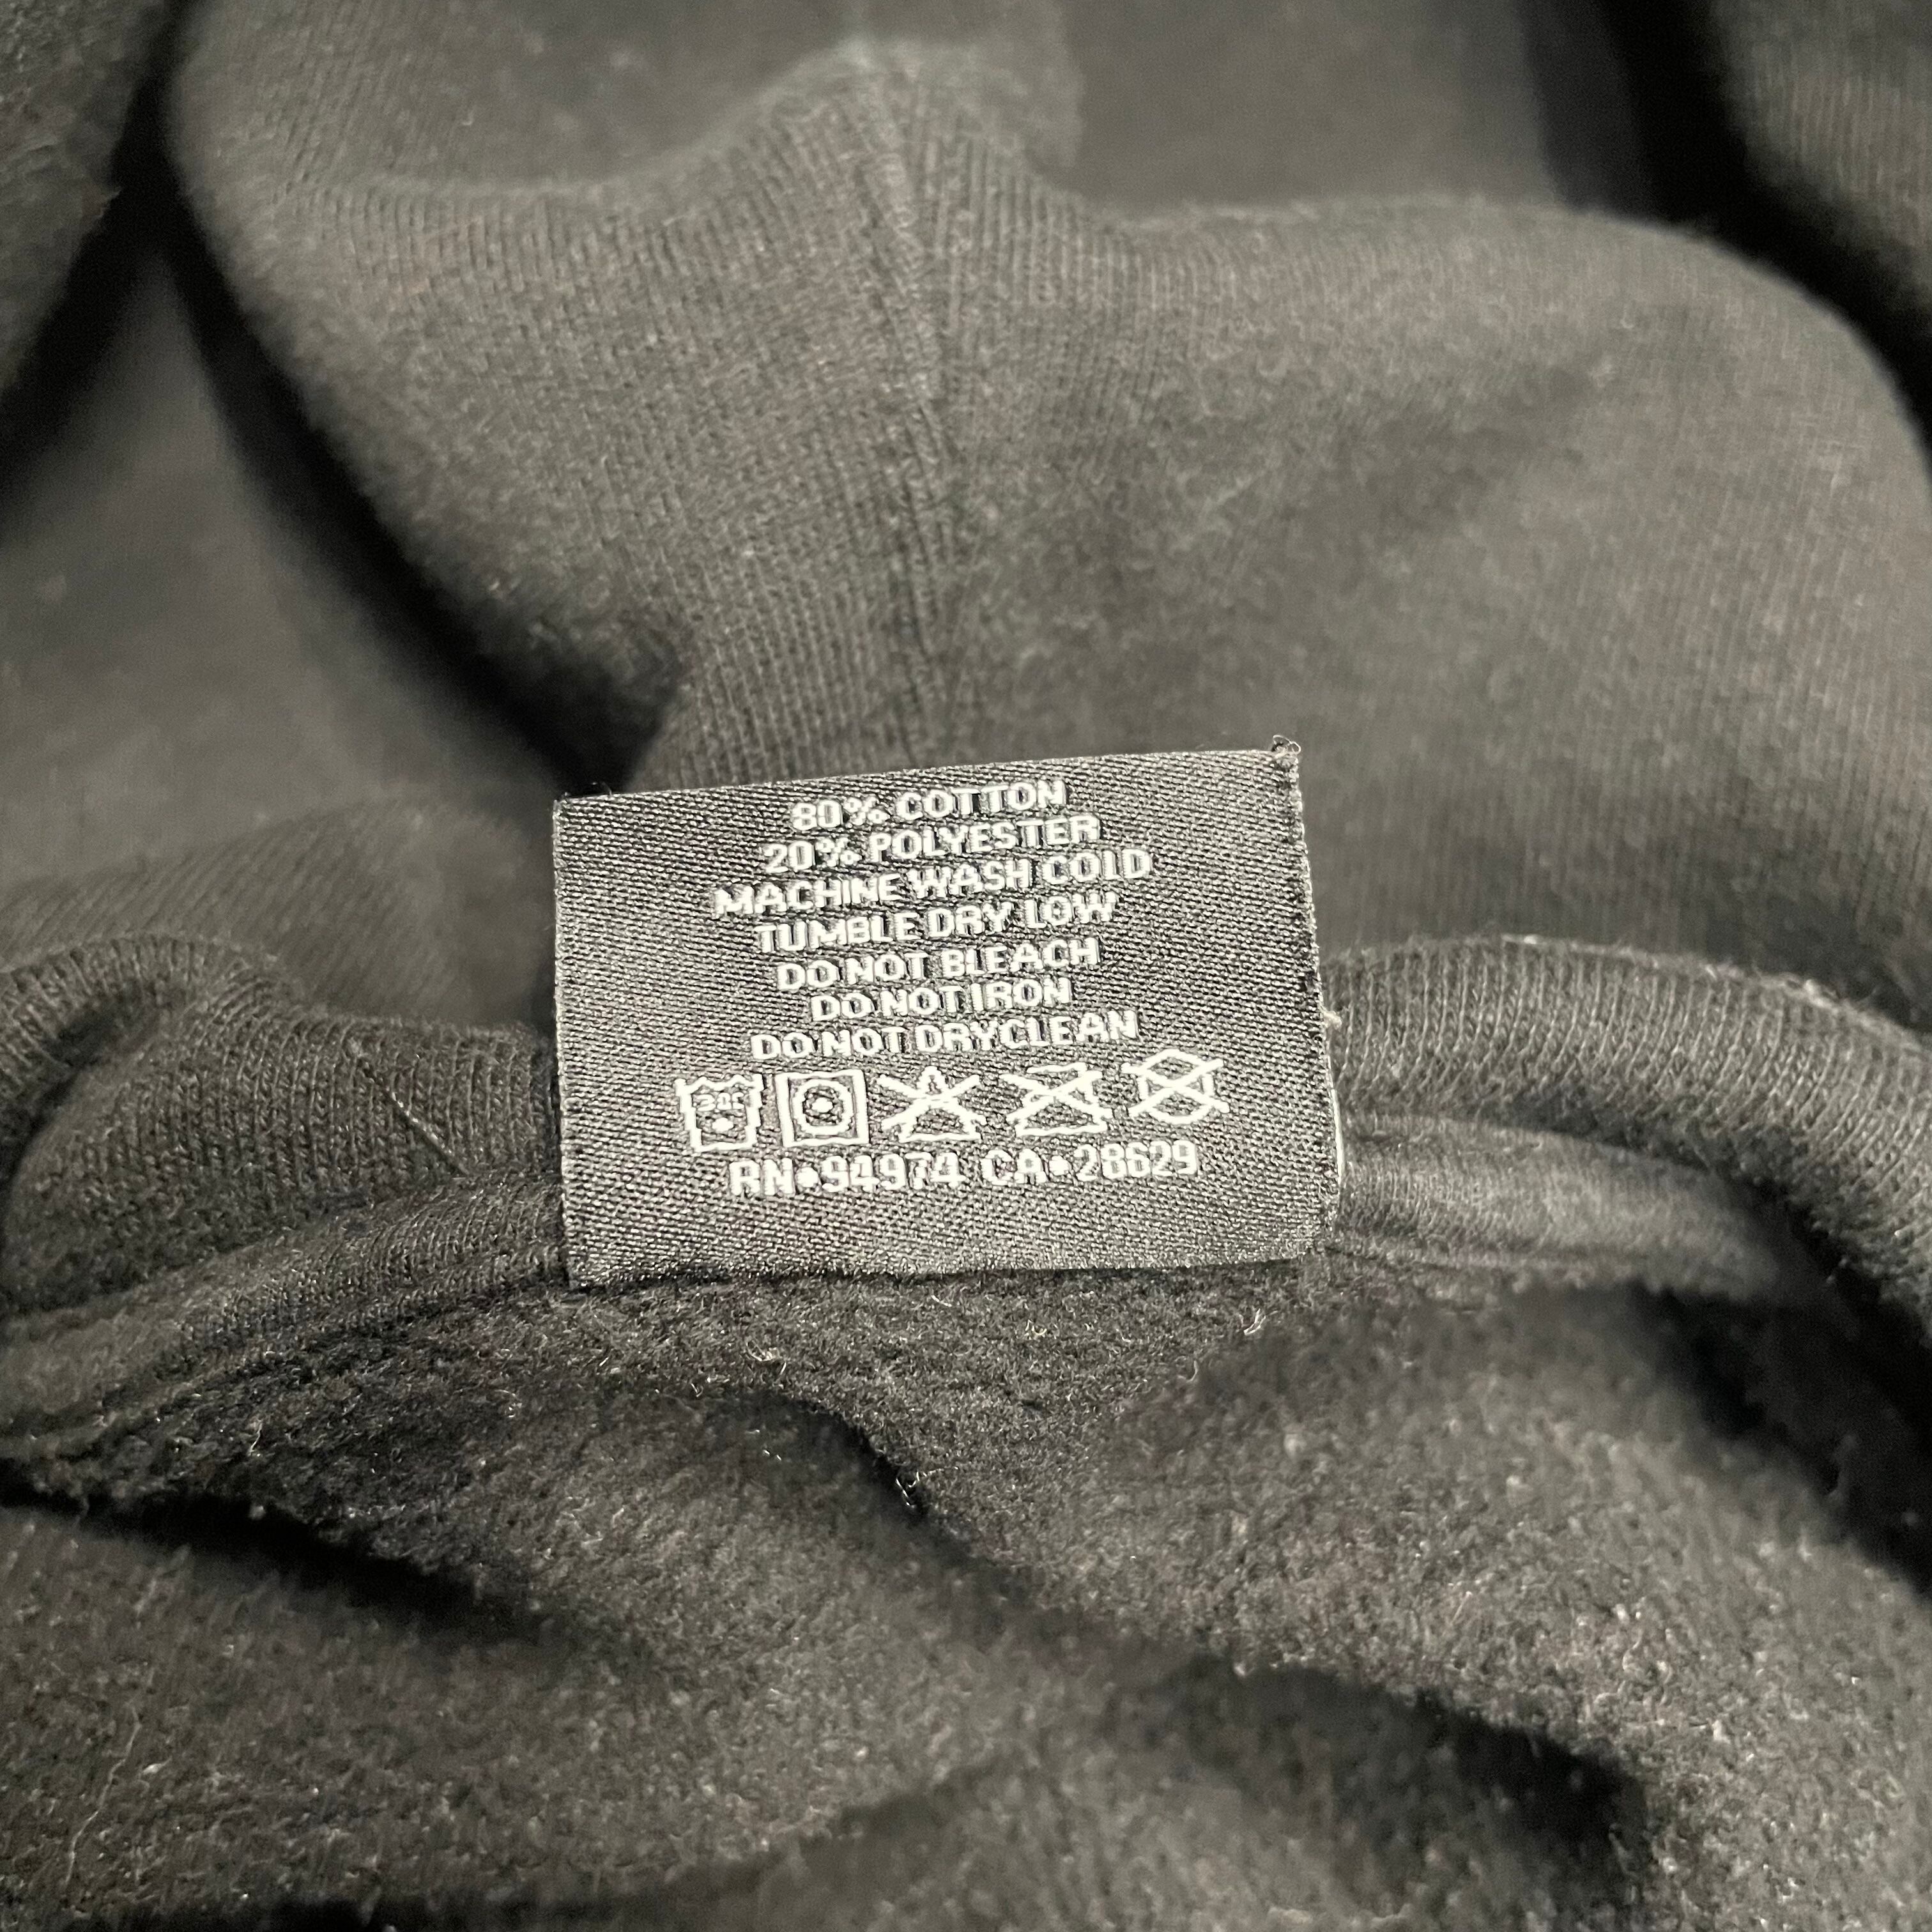 80% COTTON
20% POLYESTER
MACHINE WASH COLD
TUMBLE DRY LOW
DO NOT BLEACH
DO NOT IRON
DO NOT DRYCLEAN
RN•94974 CA•28629